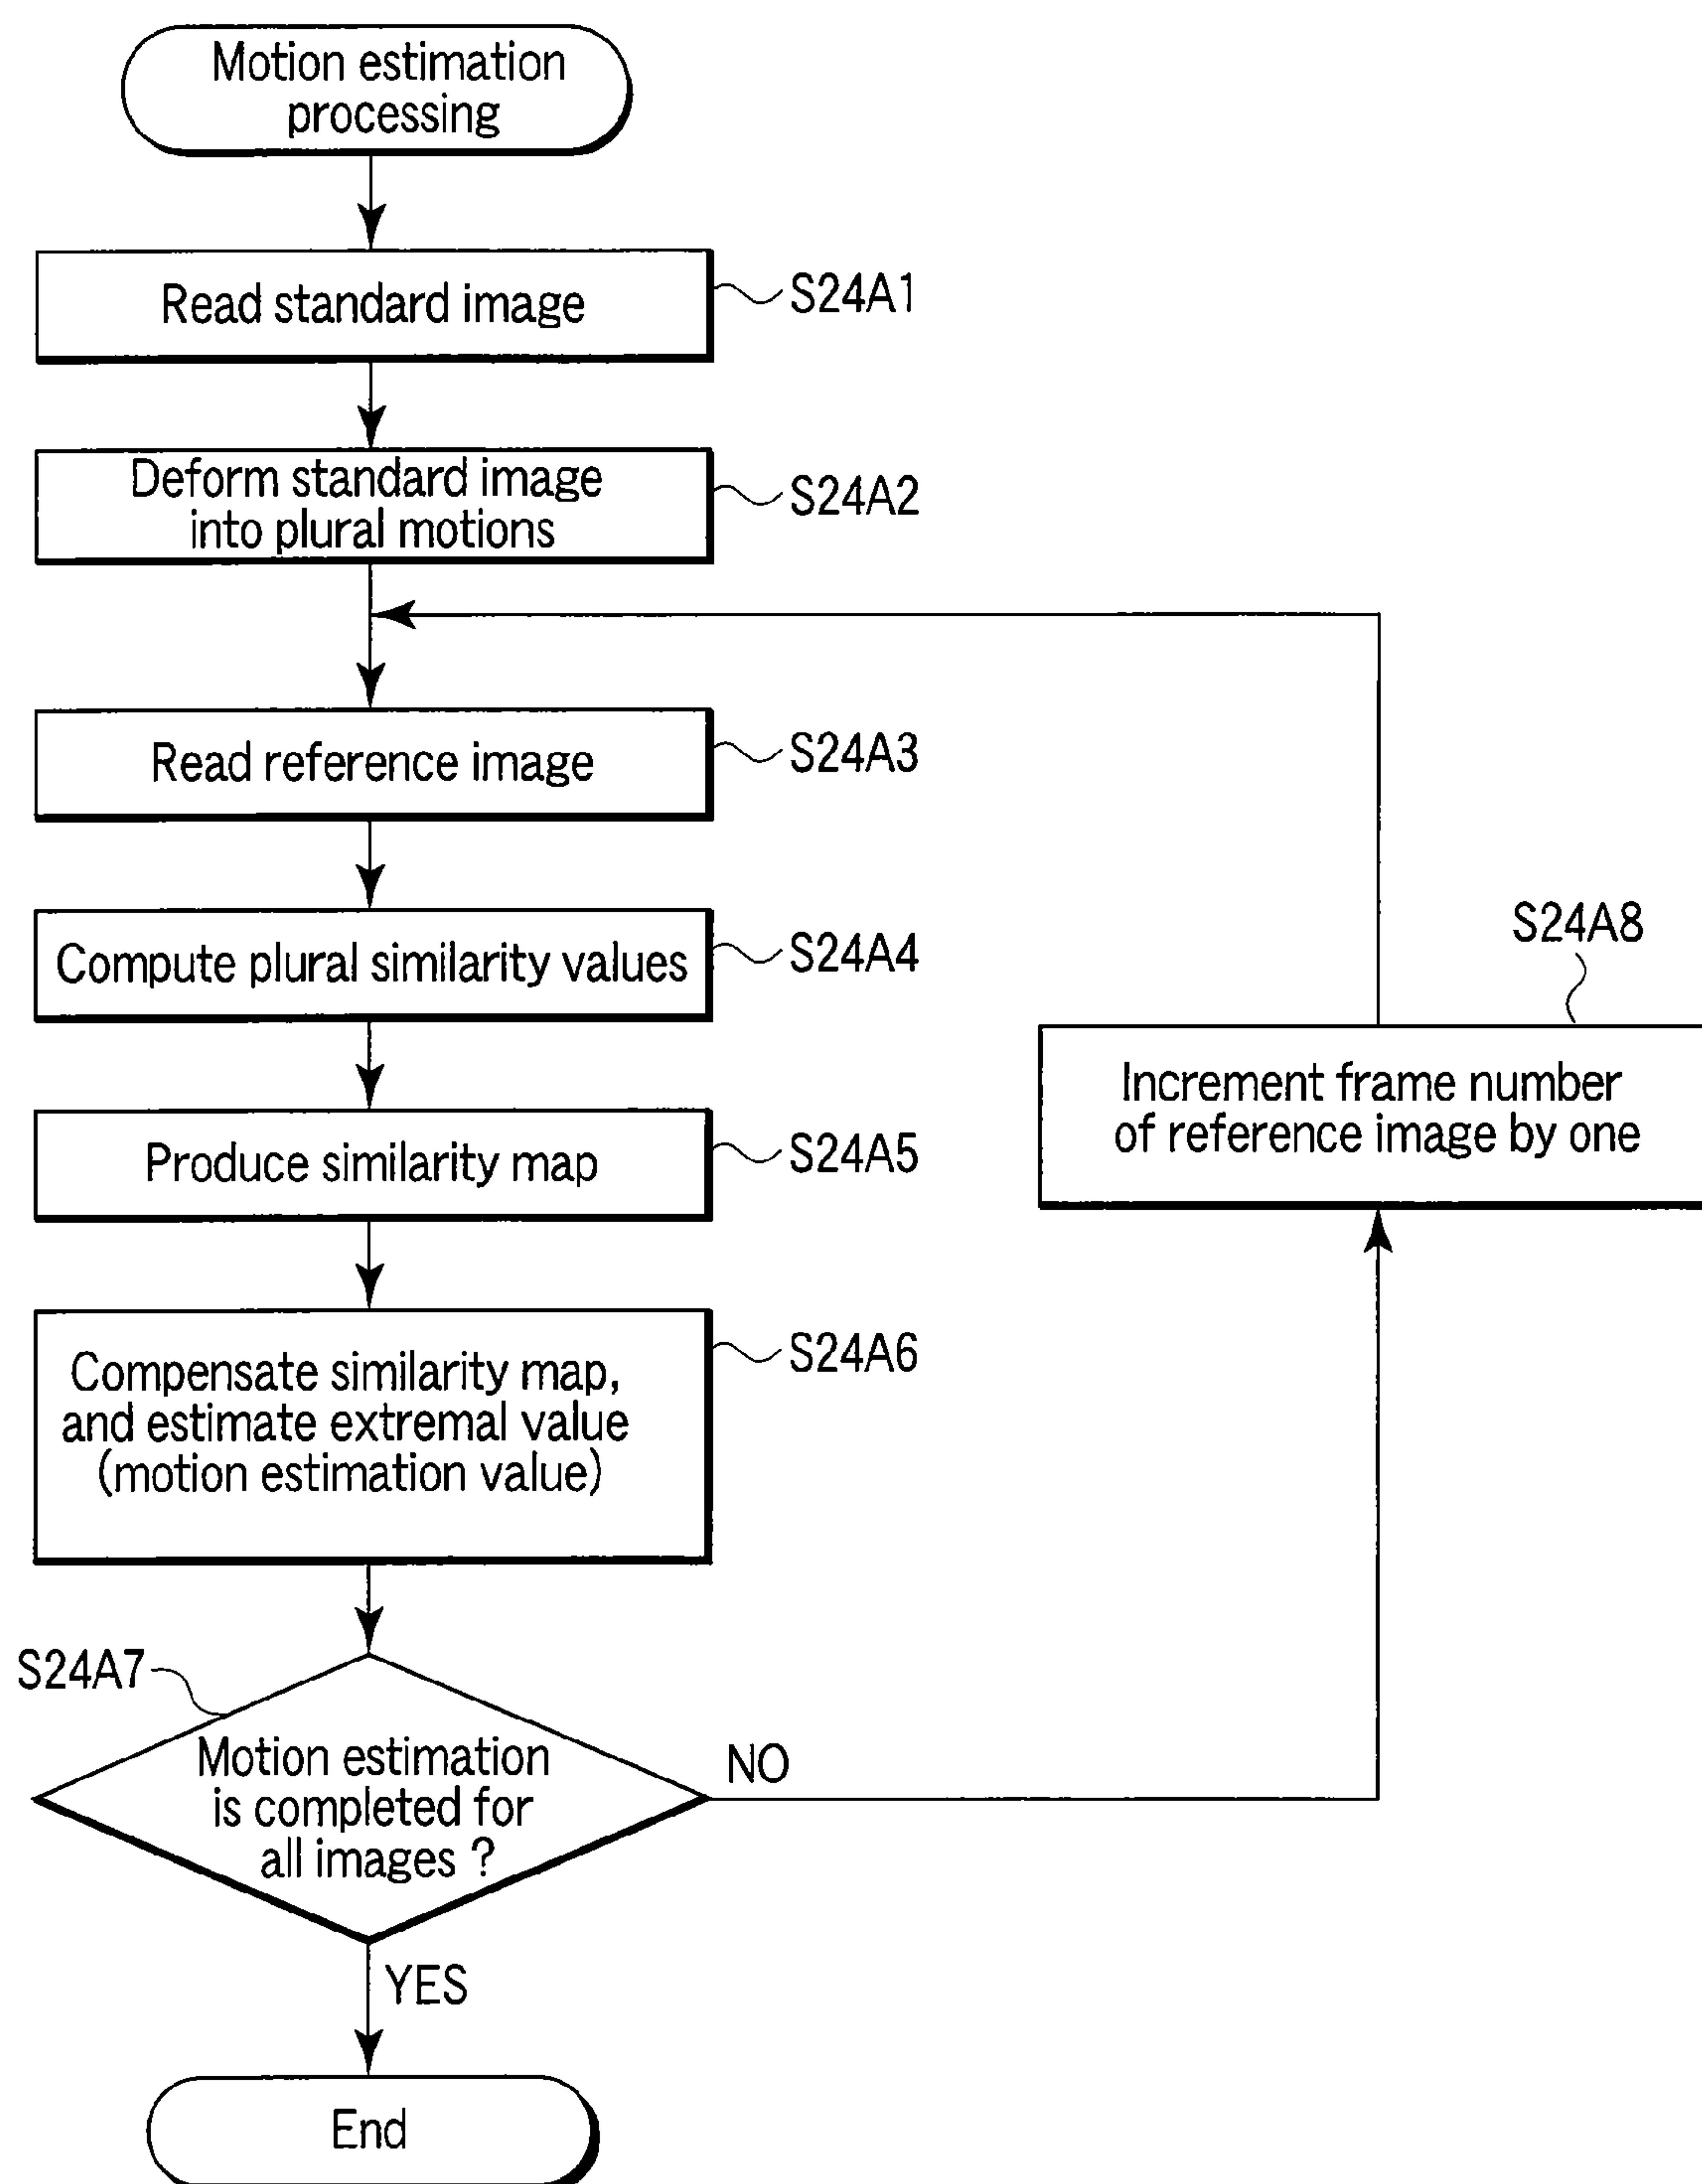 Motion estimation
processing
Read standard image
S24A1
Deform standard image
into plural motions
S24A2
Read reference image
S24A3
Compute plural similarity values
S24A4
S24A8
Increment frame number
of reference image by one
Produce similarity map
S24A5
Compensate similarity map,
and estimate extremal value
(motion estimation value)
S24A6
S24A7
Motion estimation
is completed for
all images ?
NO
YES
End